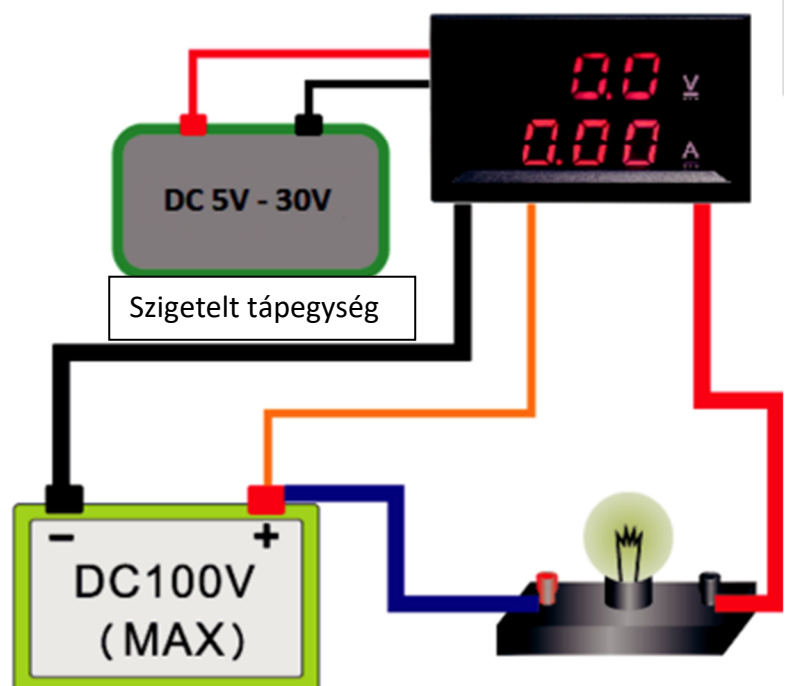 0.0 V
0.00 A
DC 5V - 30V
Szigetelt tápegység
− +
DC100V
(MAX)